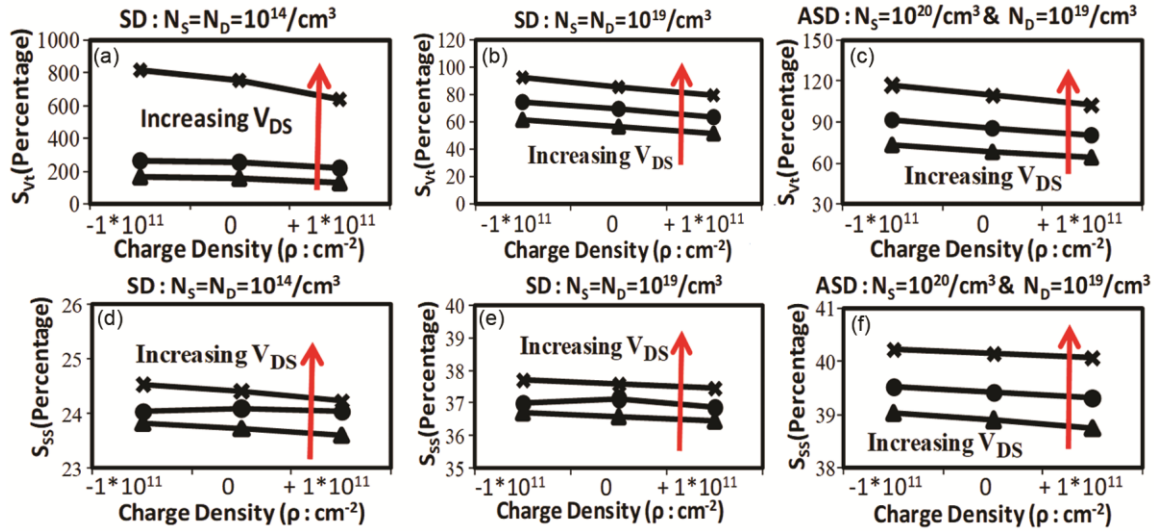 SD : N_S=N_D=10^14/cm^3
(a)
S_Vt(Percentage)
1000
800
600
400
200
0
Increasing V_DS
-1*10^11 0 + 1*10^11
Charge Density (ρ : cm^-2)
SD : N_S=N_D=10^19/cm^3
(b)
S_Vt(Percentage)
120
100
80
60
40
20
0
Increasing V_DS
-1*10^11 0 + 1*10^11
Charge Density (ρ : cm^-2)
ASD : N_S=10^20/cm^3 & N_D=10^19/cm^3
(c)
S_Vt(Percentage)
150
120
90
60
30
Increasing V_DS
-1*10^11 0 + 1*10^11
Charge Density (ρ : cm^-2)
SD : N_S=N_D=10^14/cm^3
(d)
S_SS(Percentage)
26
25
24
23
Increasing V_DS
-1*10^11 0 + 1*10^11
Charge Density (ρ : cm^-2)
SD : N_S=N_D=10^19/cm^3
(e)
S_SS(Percentage)
40
39
38
37
36
35
Increasing V_DS
-1*10^11 0 + 1*10^11
Charge Density (ρ : cm^-2)
ASD : N_S=10^20/cm^3 & N_D=10^19/cm^3
(f)
S_SS(Percentage)
41
40
39
38
Increasing V_DS
-1*10^11 0 + 1*10^11
Charge Density (ρ : cm^-2)